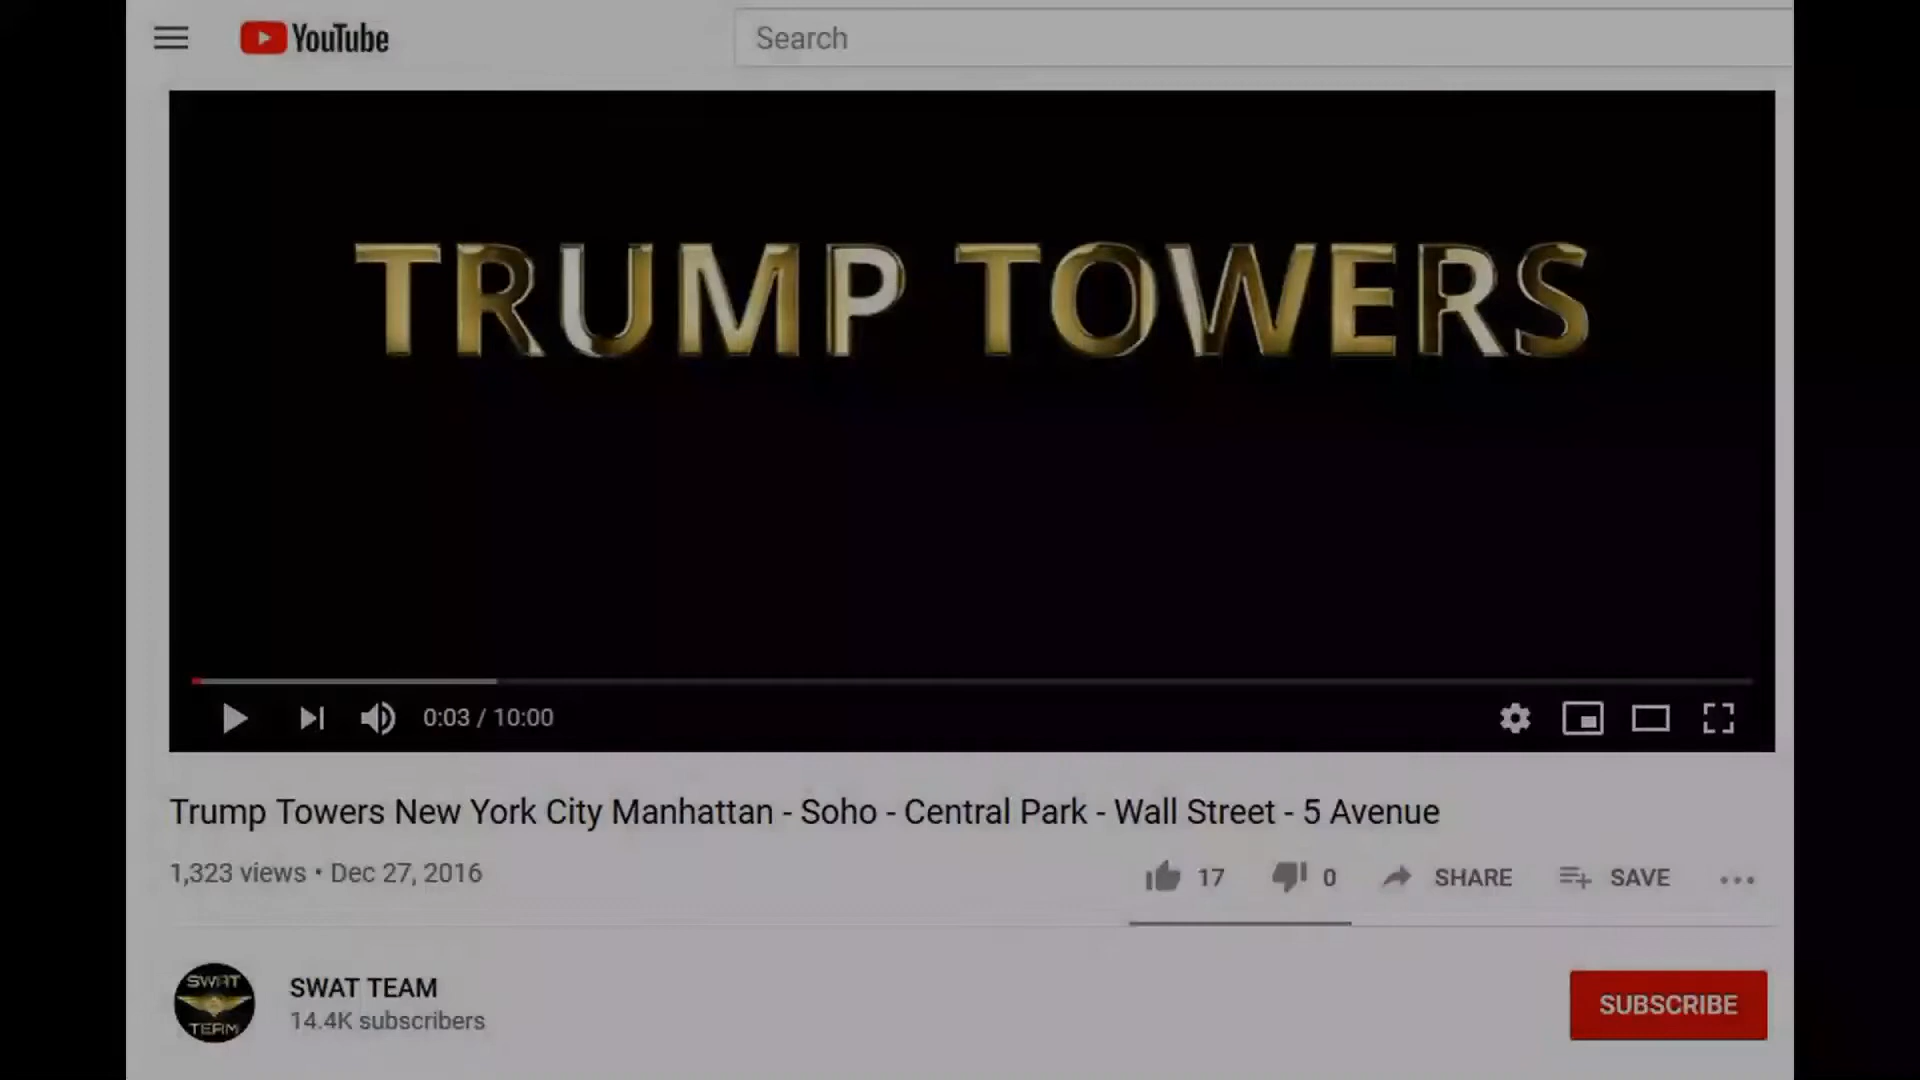 YouTube
Search
TRUMP TOWERS
0:03 / 10:00
Trump Towers New York City Manhattan - Soho - Central Park - Wall Street - 5 Avenue
1,323 views • Dec 27, 2016
17
0
SHARE
SAVE
SWAT
TEAM
SWAT TEAM
14.4K subscribers
SUBSCRIBE